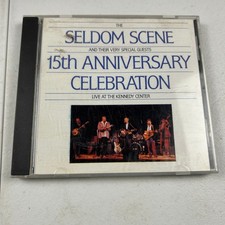 THE
SELDOM SCENE
AND THEIR VERY SPECIAL GUESTS
15th ANNIVERSARY
CELEBRATION
LIVE AT THE KENNEDY CENTER